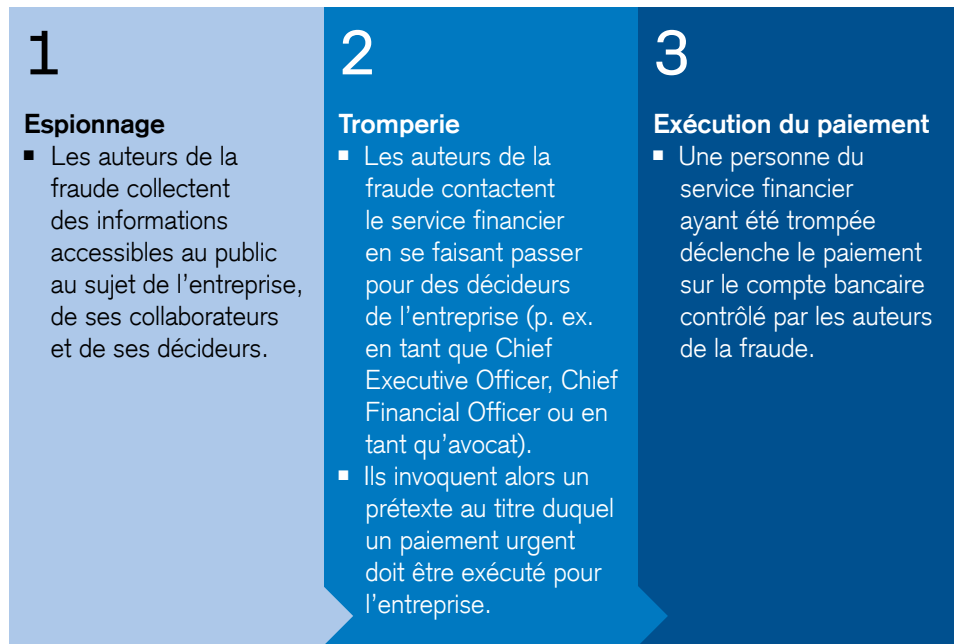 1
Espionnage
▪ Les auteurs de la
fraude collectent
des informations
accessibles au public
au sujet de l'entreprise,
de ses collaborateurs
et de ses décideurs.
2
Tromperie
▪ Les auteurs de la
fraude contactent
le service financier
en se faisant passer
pour des décideurs
de l'entreprise (p. ex.
en tant que Chief
Executive Officer, Chief
Financial Officer ou en
tant qu'avocat).
▪ Ils invoquent alors un
prétexte au titre duquel
un paiement urgent
doit être exécuté pour
l'entreprise.
3
Exécution du paiement
▪ Une personne du
service financier
ayant été trompée
déclenche le paiement
sur le compte bancaire
contrôlé par les auteurs
de la fraude.